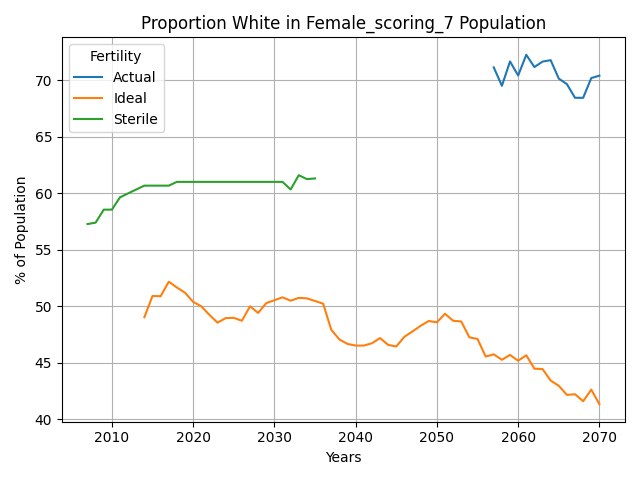 Proportion White in Female_scoring_7 Population
Fertility
Actual
Ideal
Sterile
% of Population
70
65
60
55
50
45
40
2010
2020
2030
2040
2050
2060
2070
Years